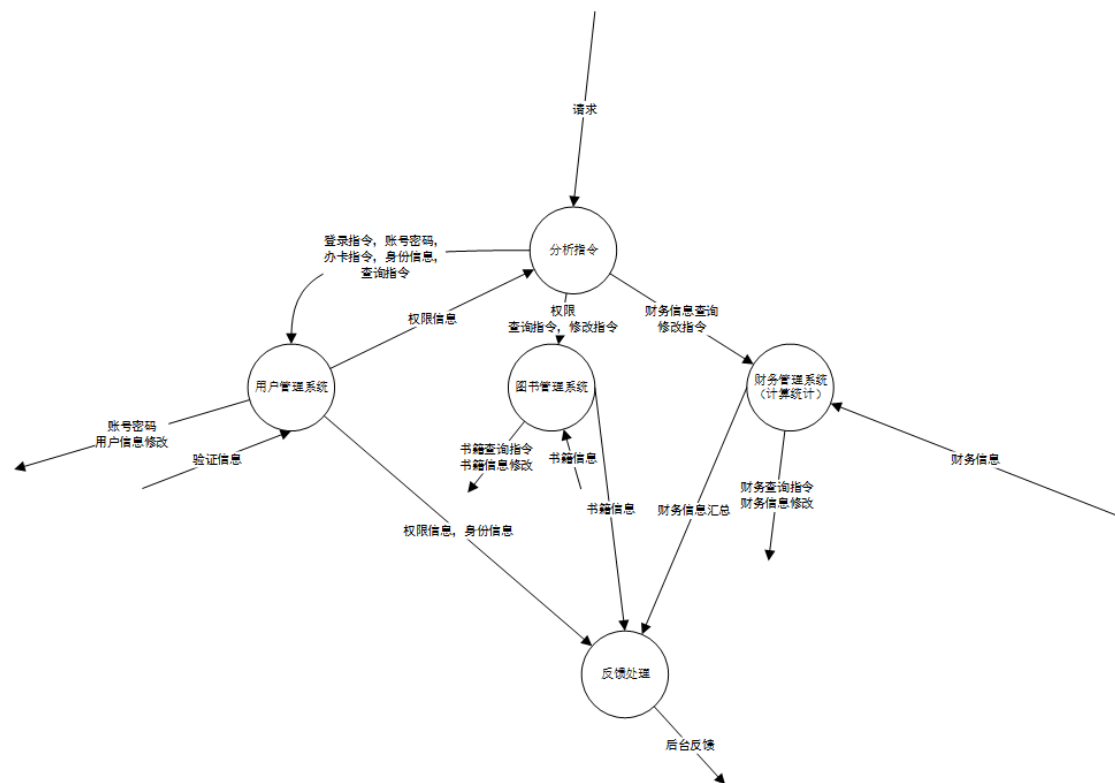 请求
分析指令
登录指令，账号密码，
办卡指令，身份信息，
查询指令
权限信息
权限
查询指令，修改指令
财务信息查询
修改指令
用户管理系统
图书管理系统
财务管理系统
（计算统计）
账号密码
用户信息修改
验证信息
书籍查询指令
书籍信息修改
书籍信息
书籍信息
财务信息汇总
财务查询指令
财务信息修改
财务信息
权限信息，身份信息
反馈处理
后台反馈